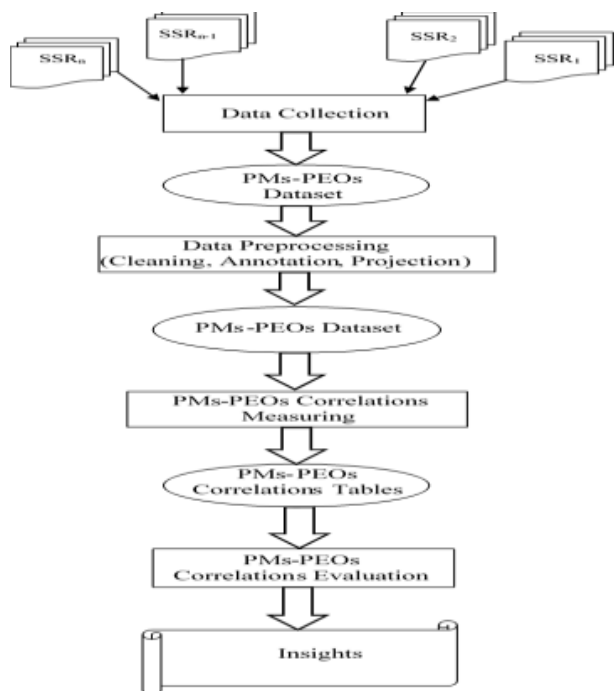 SSRn
SSRn-1
SSR2
SSR1
Data Collection
PMs-PEOs
Dataset
Data Preprocessing
(Cleaning, Annotation, Projection)
PMs-PEOs Dataset
PMs-PEOs Correlations
Measuring
PMs-PEOs
Correlations Tables
PMs-PEOs
Correlations Evaluation
Insights